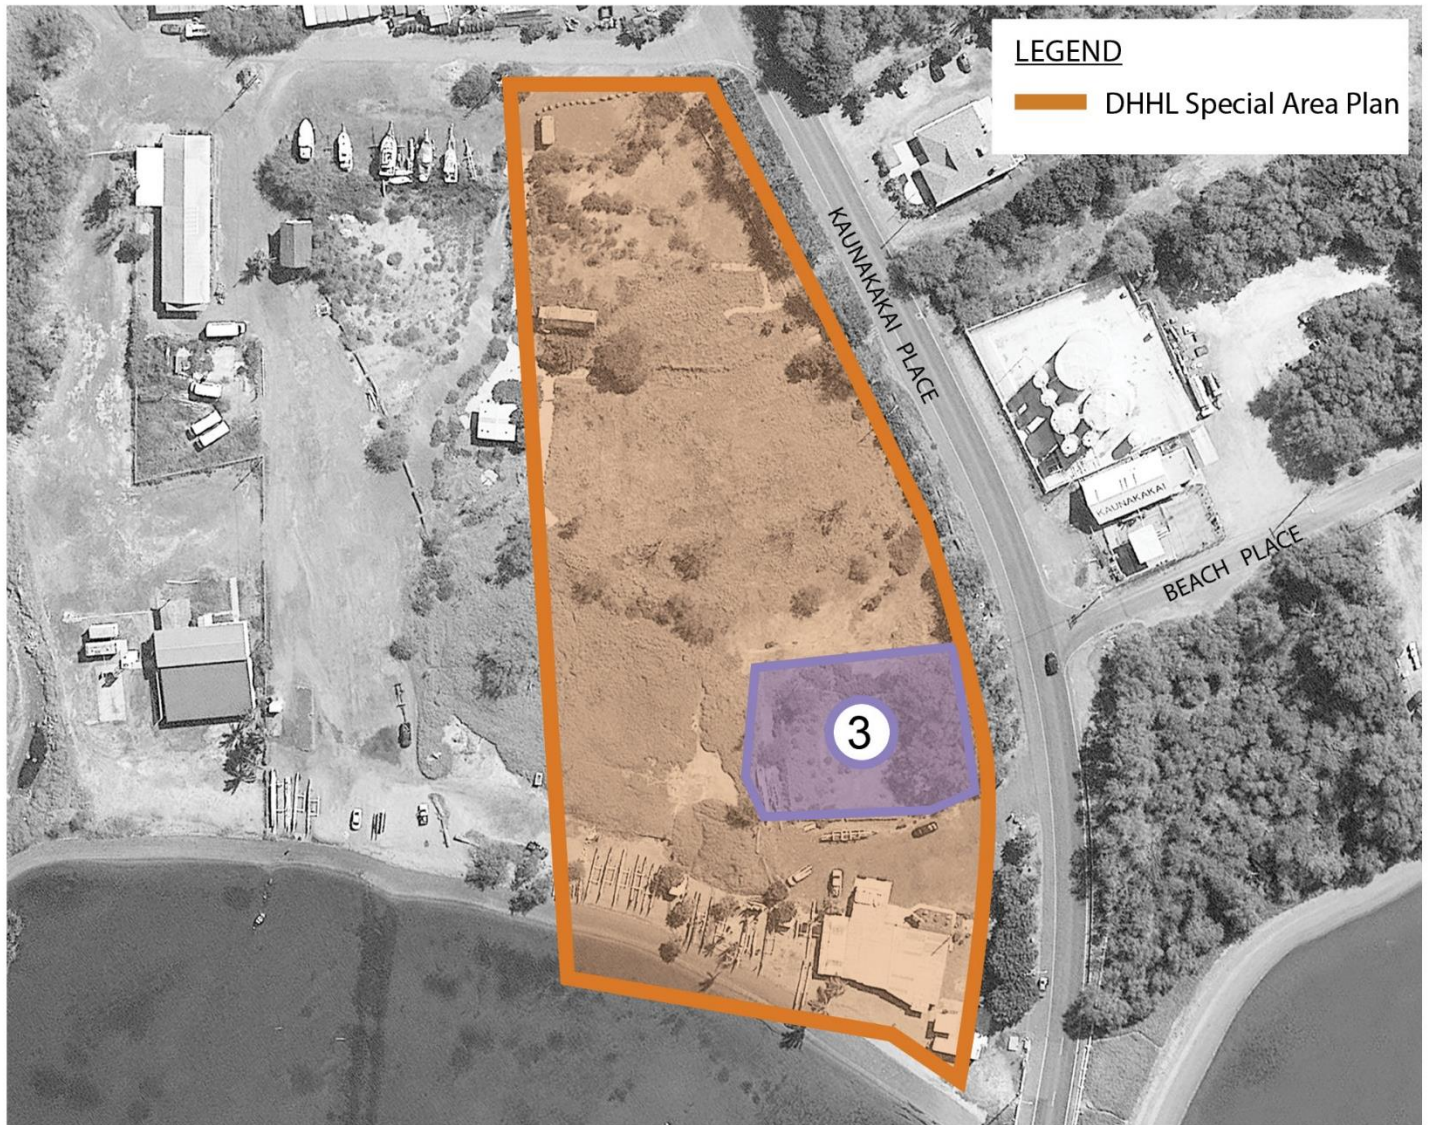 LEGEND
DHHL Special Area Plan
KAUNAKAKAI PLACE
KAUNAKAKAI
BEACH PLACE
3